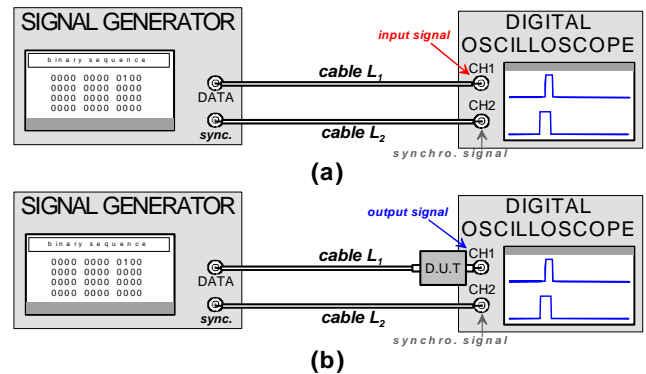 SIGNAL GENERATOR
binary sequence
0000 0000 0100
0000 0000 0000
0000 0000 0000
0000 0000 0000
DATA
sync.
cable L1
cable L2
input signal
DIGITAL
OSCILLOSCOPE
CH1
CH2
synchro. signal
(a)
SIGNAL GENERATOR
binary sequence
0000 0000 0100
0000 0000 0000
0000 0000 0000
0000 0000 0000
DATA
sync.
cable L1
cable L2
output signal
D.U.T
DIGITAL
OSCILLOSCOPE
CH1
CH2
synchro. signal
(b)